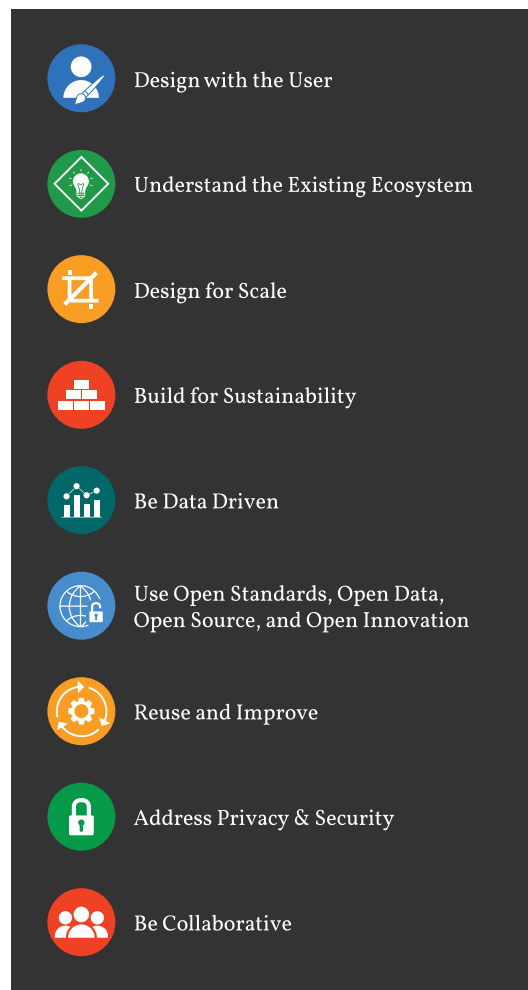 Design with the User
Understand the Existing Ecosystem
Design for Scale
Build for Sustainability
Be Data Driven
Use Open Standards, Open Data,
Open Source, and Open Innovation
Reuse and Improve
Address Privacy & Security
Be Collaborative